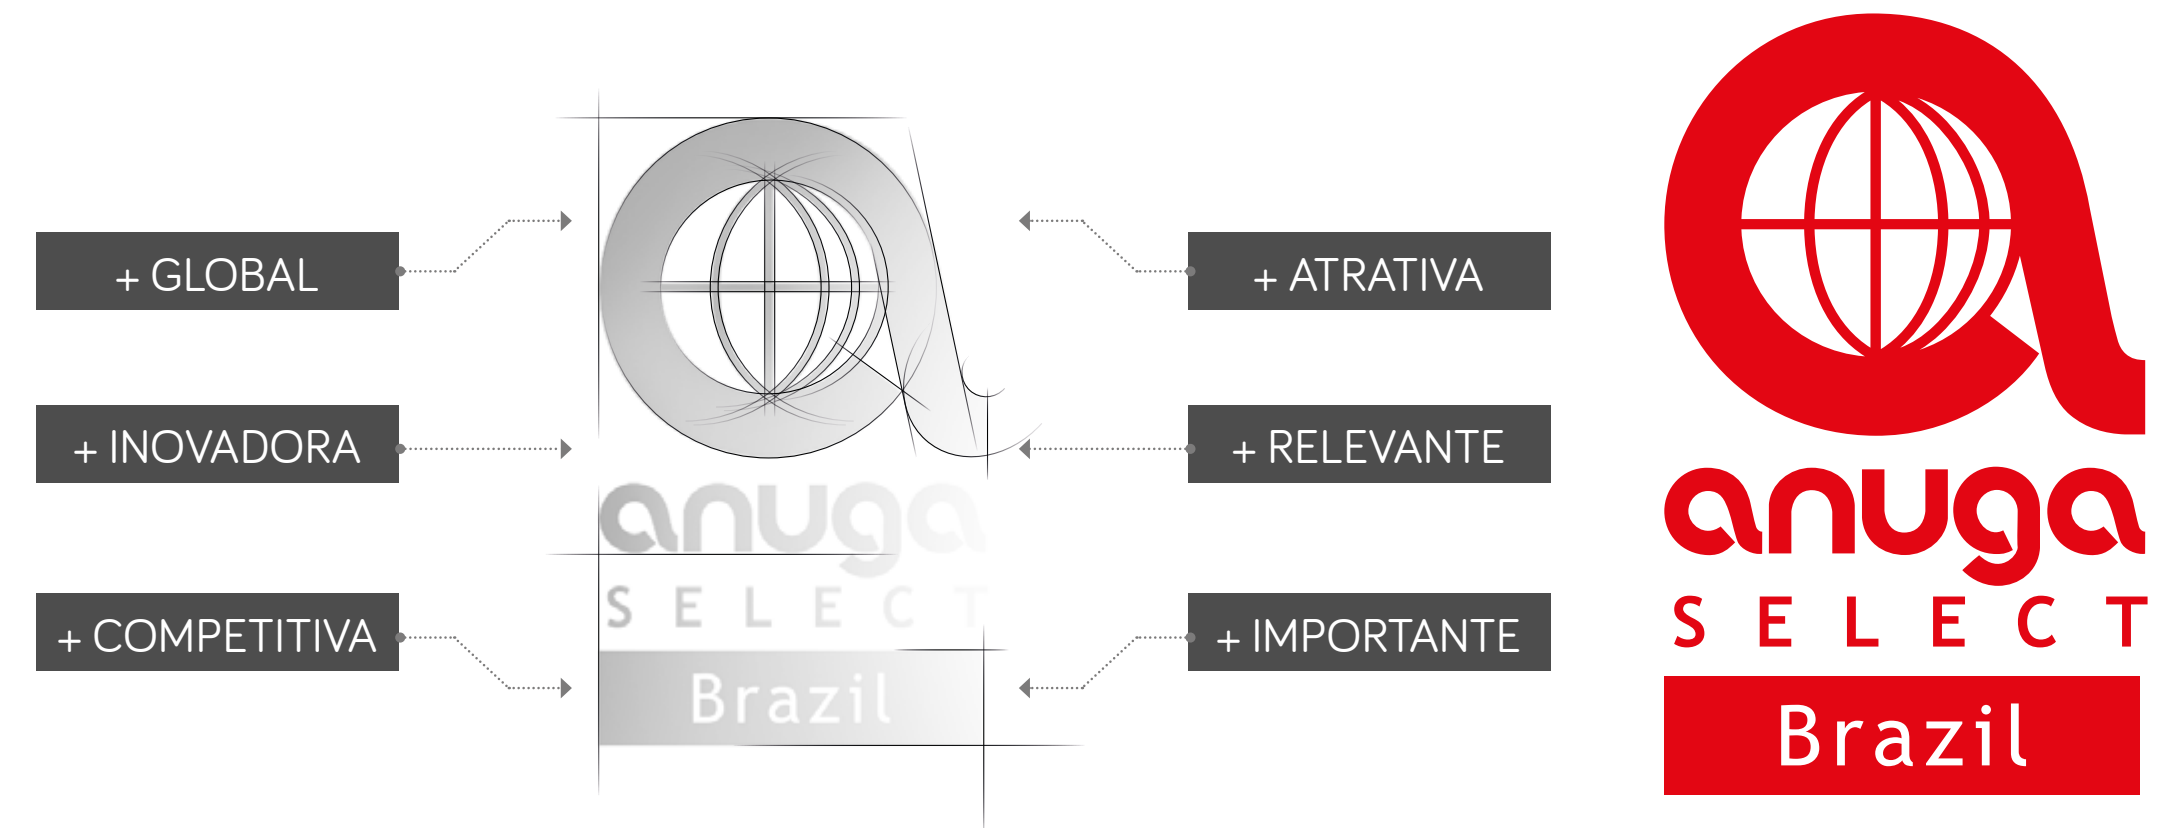 + GLOBAL
+ INOVADORA
+ COMPETITIVA
anuga
SELECT
Brazil
+ ATRATIVA
+ RELEVANTE
+ IMPORTANTE
anuga
SELECT
Brazil